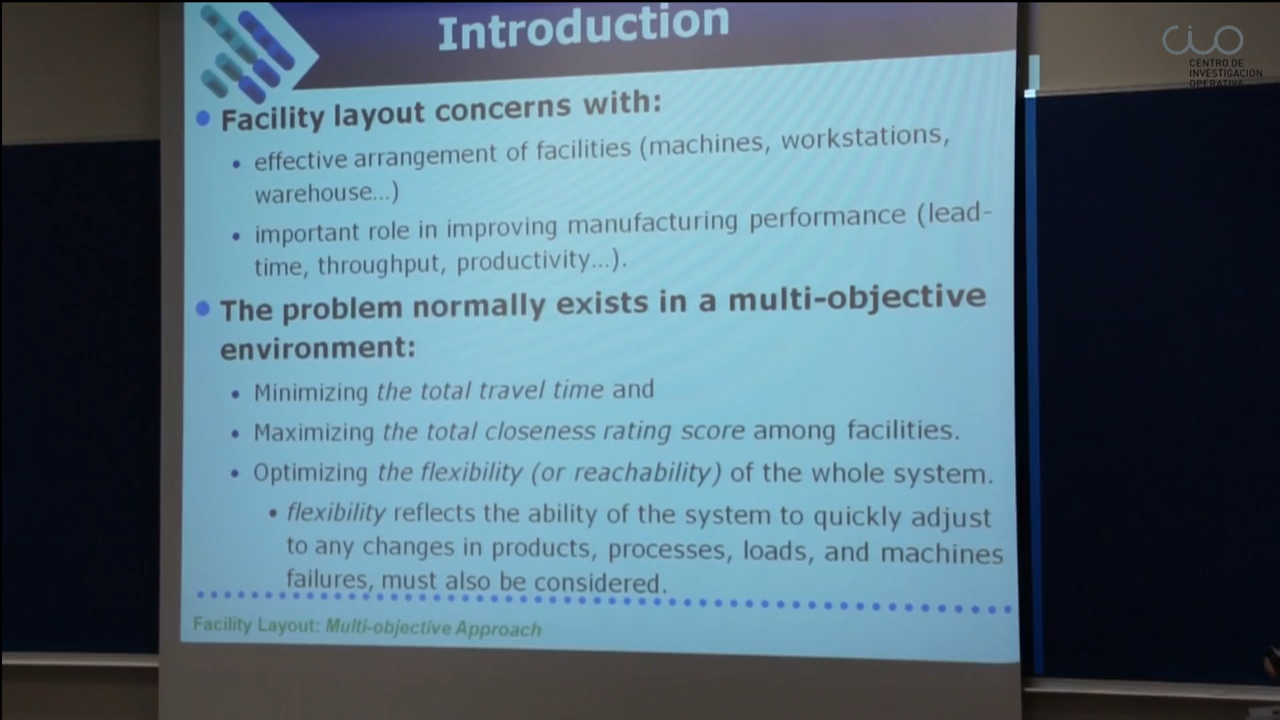 Introduction
CIO
CENTRO DE
INVESTIGACION
OPERATIVA
Facility layout concerns with:
effective arrangement of facilities (machines, workstations,
warehouse...)
important role in improving manufacturing performance (lead-
time, throughput, productivity...).
The problem normally exists in a multi-objective
environment:
Minimizing the total travel time and
Maximizing the total closeness rating score among facilities.
Optimizing the flexibility (or reachability) of the whole system.
flexibility reflects the ability of the system to quickly adjust
to any changes in products, processes, loads, and machines
failures, must also be considered.
Facility Layout: Multi-objective Approach